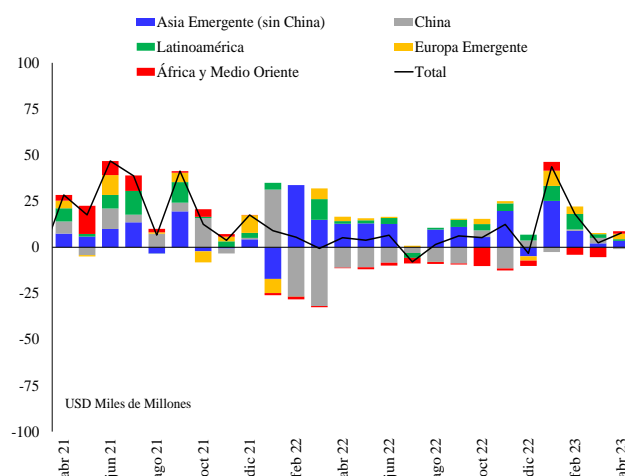 Asia Emergente (sin China)
China
Latinoamérica
Europa Emergente
África y Medio Oriente
Total
100
75
50
25
0
-25
-50
-75
-100
USD Miles de Millones
abr 21
jun 21
ago 21
oct 21
dic 21
feb 22
abr 22
jun 22
ago 22
oct 22
dic 22
feb 23
abr 23